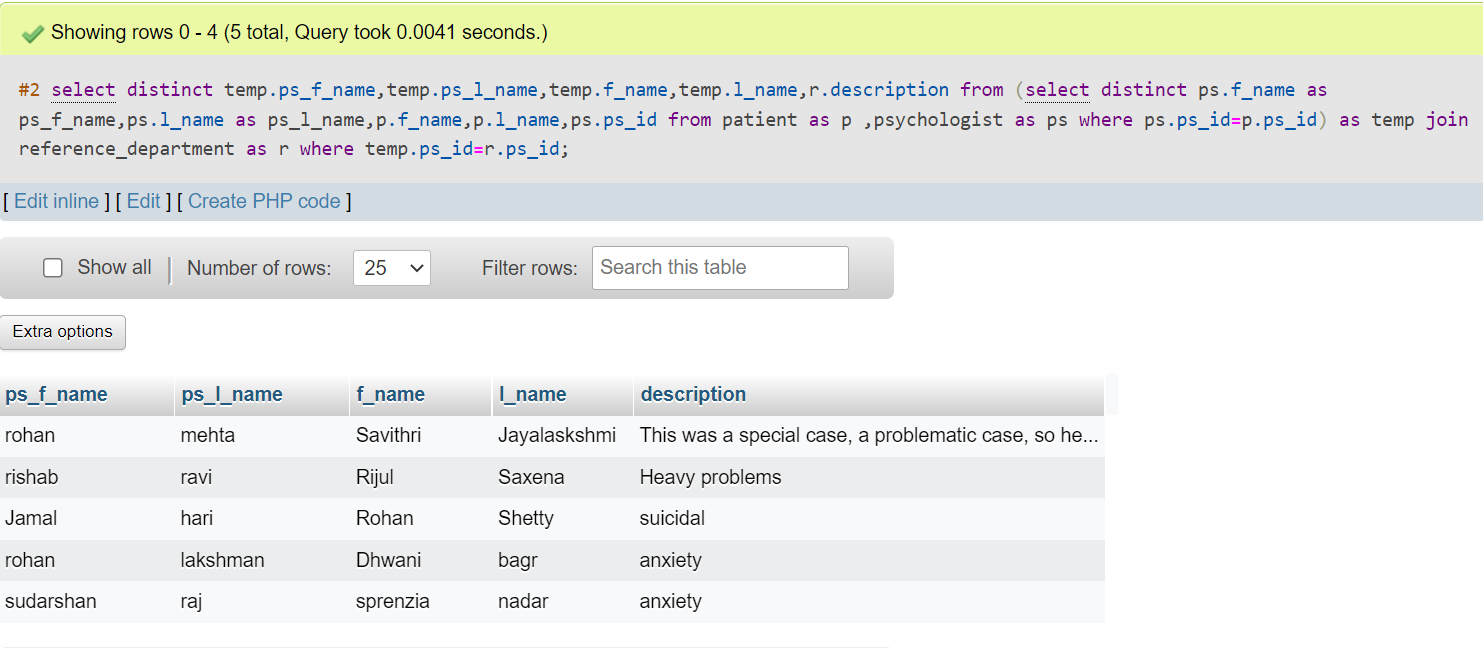 Showing rows 0 - 4 (5 total, Query took 0.0041 seconds.)
#2 select distinct temp.ps_f_name,temp.ps_l_name,temp.f_name,temp.l_name,r.description from (select distinct ps.f_name as
ps_f_name,ps.l_name as ps_l_name,p.f_name,p.l_name,ps.ps_id from patient as p ,psychologist as ps where ps.ps_id=p.ps_id) as temp join
reference_department as r where temp.ps_id=r.ps_id;
[ Edit inline ] [ Edit ] [ Create PHP code ]
Show all | Number of rows: 25 Filter rows: Search this table
Extra options
ps_f_name ps_l_name f_name l_name description
rohan mehta Savithri Jayalaskshmi This was a special case, a problematic case, so he...
rishab ravi Rijul Saxena Heavy problems
Jamal hari Rohan Shetty suicidal
rohan lakshman Dhwani bagr anxiety
sudarshan raj sprenzia nadar anxiety